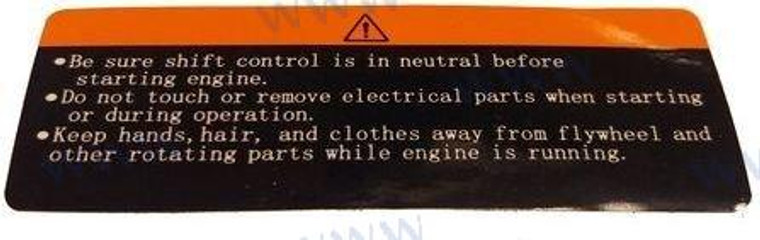 •Be sure shift control is in neutral before
starting engine.
•Do not touch or remove electrical parts when starting
or during operation.
•Keep hands, hair, and clothes away from flywheel and
other rotating parts while engine is running.